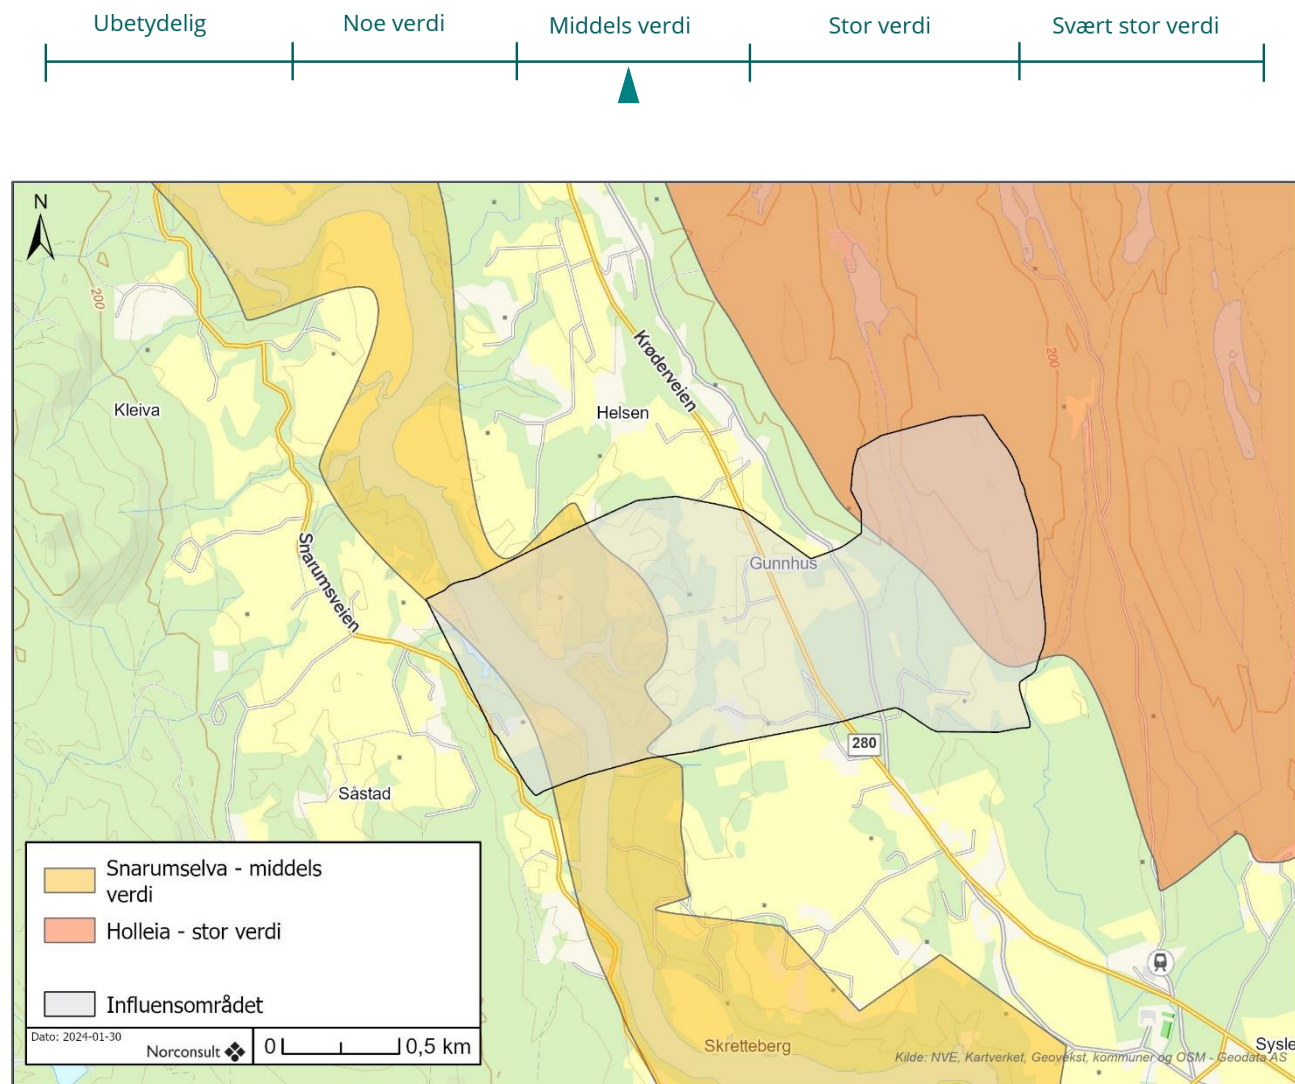 Ubetydelig
Noe verdi
Middels verdi
Stor verdi
Svært stor verdi
N
200
Krøderveien
200
Kleiva
Helsen
Snarumsveien
Gunnhus
280
Såstad
Snarumselva - middels
verdi
Holleia - stor verdi
Influensområdet
Dato: 2024-01-30
Norconsult
0 0,5 km
Skretteberg
Sysle
Kilde: NVE, Kartverket, Geovekst, kommuner og OSM - Geodata AS